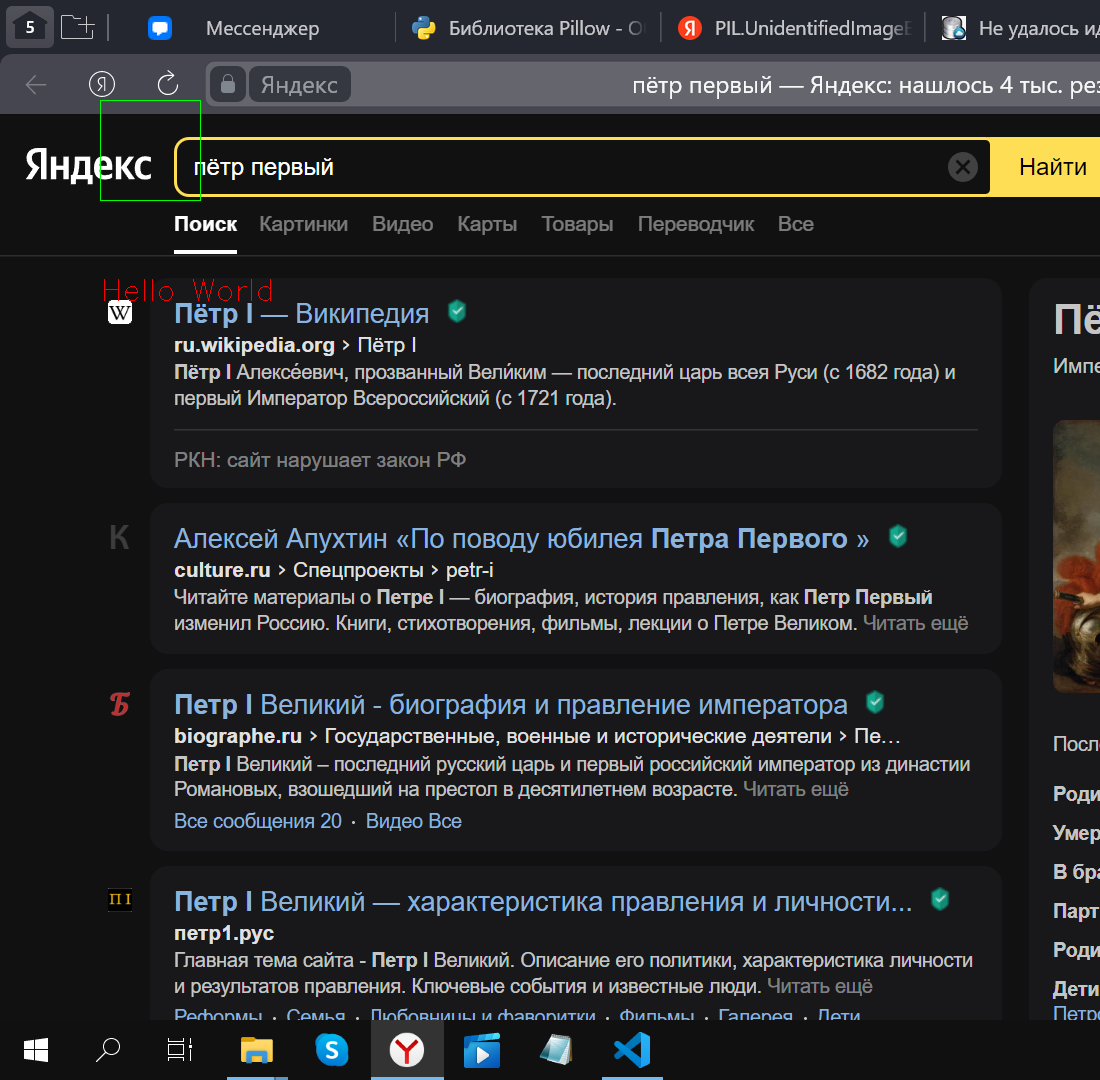 5
Мессенджер
Библиотека Pillow - O
PIL.UnidentifiedImageE
Не удалось ид
Я
Яндекс
пётр первый — Яндекс: нашлось 4 тыс. рез
Яндекс
пётр первый
Найти
Поиск Картинки Видео Карты Товары Переводчик Все
Hello World
W
Пётр I — Википедия
ru.wikipedia.org › Пётр I
Пётр I Алексе́евич, прозванный Вели́ким — последний царь всея Руси (с 1682 года) и
первый Император Всероссийский (с 1721 года).
РКН: сайт нарушает закон РФ
К
Алексей Апухтин «По поводу юбилея Петра Первого »
culture.ru › Спецпроекты › petr-i
Читайте материалы о Петре I — биография, история правления, как Петр Первый
изменил Россию. Книги, стихотворения, фильмы, лекции о Петре Великом. Читать ещё
Б
Петр I Великий - биография и правление императора
biographe.ru › Государственные, военные и исторические деятели › Пе…
Петр I Великий – последний русский царь и первый российский император из династии
Романовых, взошедший на престол в десятилетнем возрасте. Читать ещё
Все сообщения 20 · Видео Все
П I
Петр I Великий — характеристика правления и личности...
петр1.рус
Главная тема сайта - Петр I Великий. Описание его политики, характеристика личности
и результатов правления. Ключевые события и известные люди. Читать ещё
Реформы · Семья · Любовницы и фаворитки · Фильмы · Галерея · Дети
Пё
Импе
Посл
Роди
Умер
В бра
Парт
Роди
Дети
Петро
S